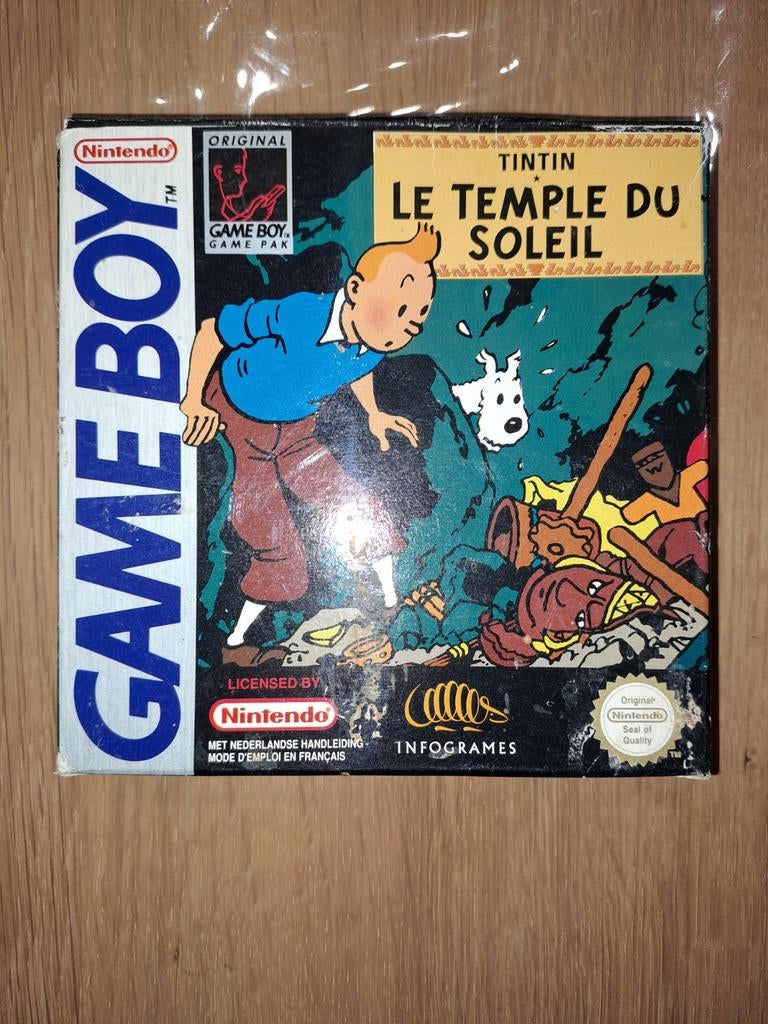 Nintendo®
GAME BOY™
ORIGINAL
GAME BOY™
GAME PAK
TINTIN
LE TEMPLE DU
SOLEIL
LICENSED BY
Nintendo®
MET NEDERLANDSE HANDLEIDING
MODE D'EMPLOI EN FRANÇAIS
INFOGRAMES
Original
Nintendo
Seal of
Quality
TM